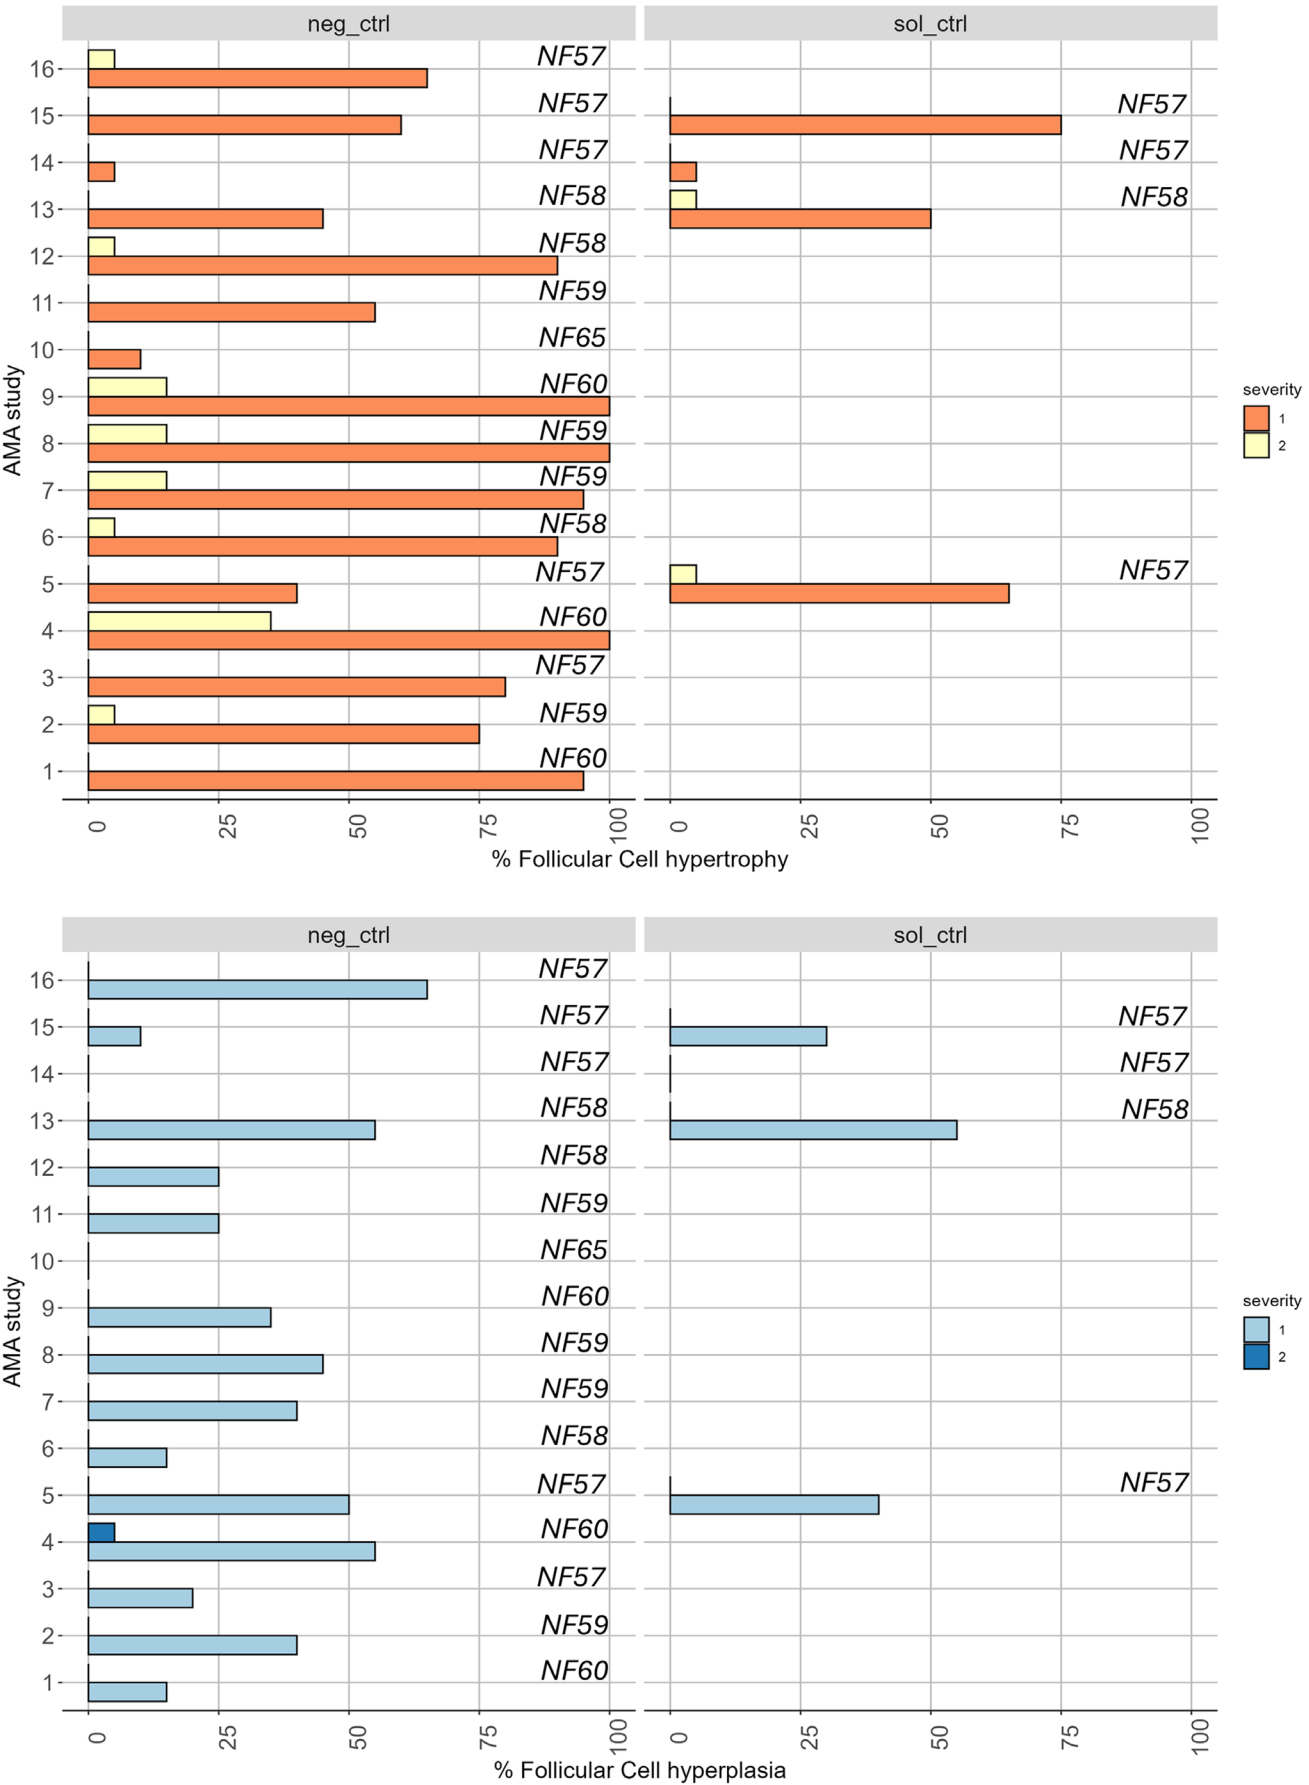 neg_ctrl sol_ctrl
16 NF57
15 NF57 NF57
14 NF57 NF57
13 NF58 NF58
12 NF58
11 NF59
10 NF65
9 NF60
8 NF59
7 NF59
6 NF58
5 NF57 NF57
4 NF60
3 NF57
2 NF59
1 NF60
AMA study
0 25 50 75 100 0 25 50 75 100
% Follicular Cell hypertrophy
severity
1
2
neg_ctrl sol_ctrl
16 NF57
15 NF57 NF57
14 NF57 NF57
13 NF58 NF58
12 NF58
11 NF59
10 NF65
9 NF60
8 NF59
7 NF59
6 NF58
5 NF57 NF57
4 NF60
3 NF57
2 NF59
1 NF60
AMA study
0 25 50 75 100 0 25 50 75 100
% Follicular Cell hyperplasia
severity
1
2